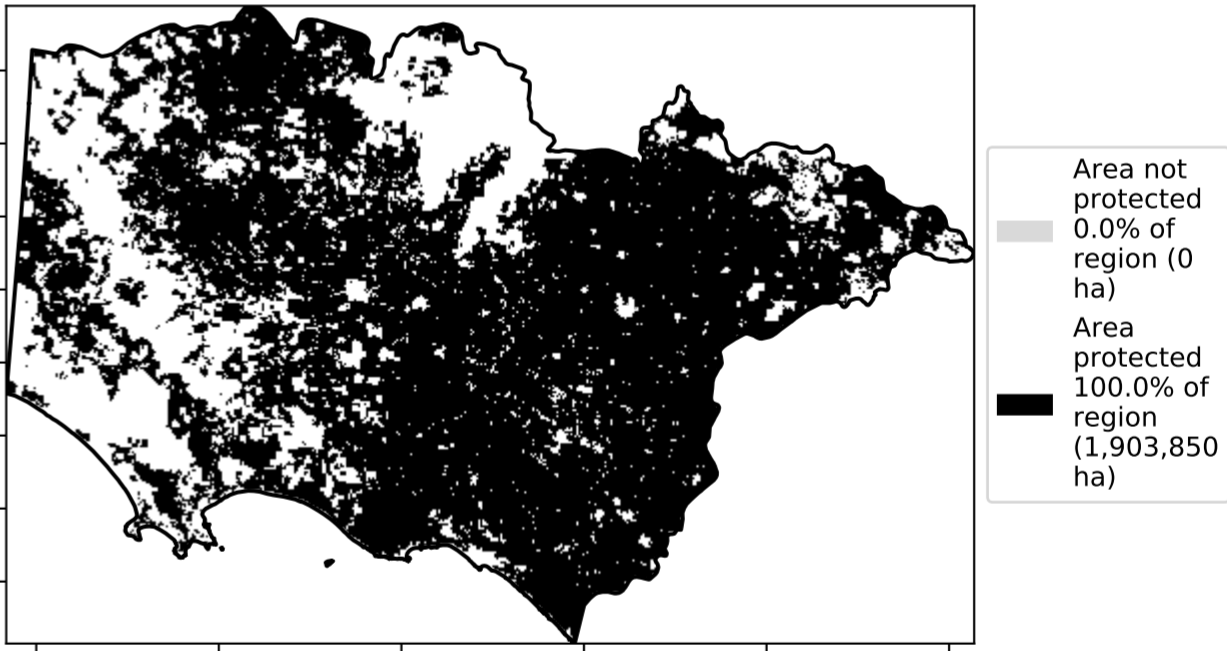 Area not
protected
0.0% of
region (0
ha)
Area
protected
100.0% of
region
(1,903,850
ha)